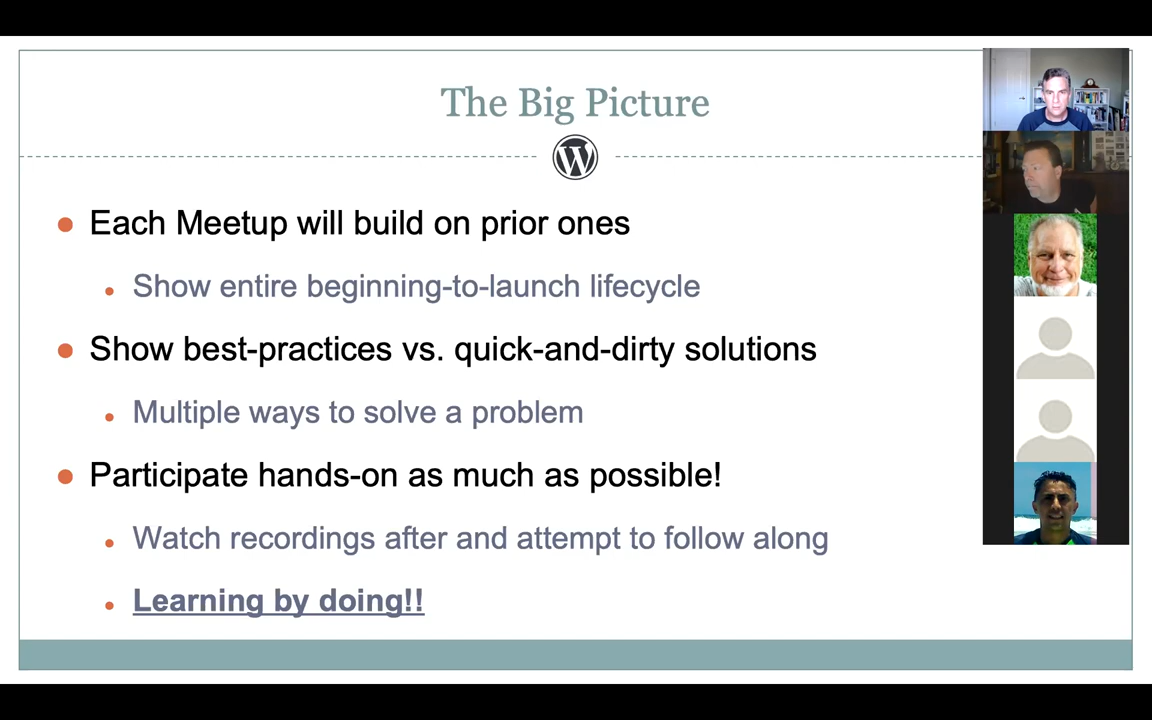 The Big Picture
Each Meetup will build on prior ones
Show entire beginning-to-launch lifecycle
Show best-practices vs. quick-and-dirty solutions
Multiple ways to solve a problem
Participate hands-on as much as possible!
Watch recordings after and attempt to follow along
Learning by doing!!